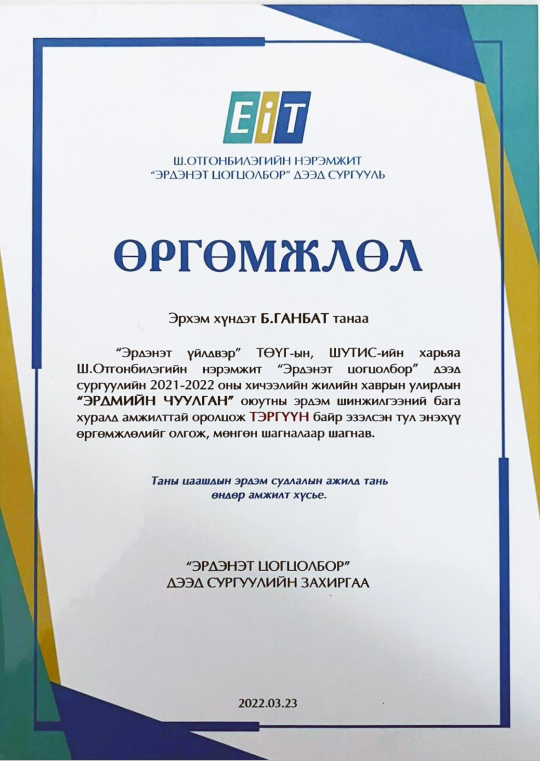 EiT
Ш.ОТГОНБИЛЭГИЙН НЭРЭМЖИТ
“ЭРДЭНЭТ ЦОГЦОЛБОР” ДЭЭД СУРГУУЛЬ
ӨРГӨМЖЛӨЛ
Эрхэм хүндэт Б.ГАНБАТ танаа
“Эрдэнэт үйлдвэр” ТӨҮГ-ын, ШУТИС-ийн харьяа
Ш.Отгонбилэгийн нэрэмжит “Эрдэнэт цогцолбор” дээд
сургуулийн 2021-2022 оны хичээлийн жилийн хаврын улирлын
“ЭРДМИЙН ЧУУЛГАН” оюутны эрдэм шинжилгээний бага
хуралд амжилттай оролцож ТЭРГҮҮН байр эзэлсэн тул энэхүү
өргөмжлөлийг олгож, мөнгөн шагналаар шагнав.
Таны цаашдын эрдэм судлалын ажилд тань
өндөр амжилт хүсье.
“ЭРДЭНЭТ ЦОГЦОЛБОР”
ДЭЭД СУРГУУЛИЙН ЗАХИРГАА
2022.03.23